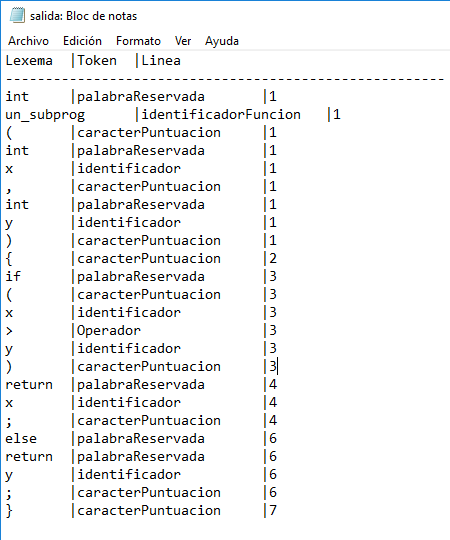 salida: Bloc de notas
Archivo Edición Formato Ver Ayuda
Lexema |Token |Linea
-------------------------------------------------------
int |palabraReservada |1
un_subprog |identificadorFuncion |1
( |caracterPuntuacion |1
int |palabraReservada |1
x |identificador |1
, |caracterPuntuacion |1
int |palabraReservada |1
y |identificador |1
) |caracterPuntuacion |1
{ |caracterPuntuacion |2
if |palabraReservada |3
( |caracterPuntuacion |3
x |identificador |3
> |Operador |3
y |identificador |3
) |caracterPuntuacion |3
return |palabraReservada |4
x |identificador |4
; |caracterPuntuacion |4
else |palabraReservada |6
return |palabraReservada |6
y |identificador |6
; |caracterPuntuacion |6
} |caracterPuntuacion |7